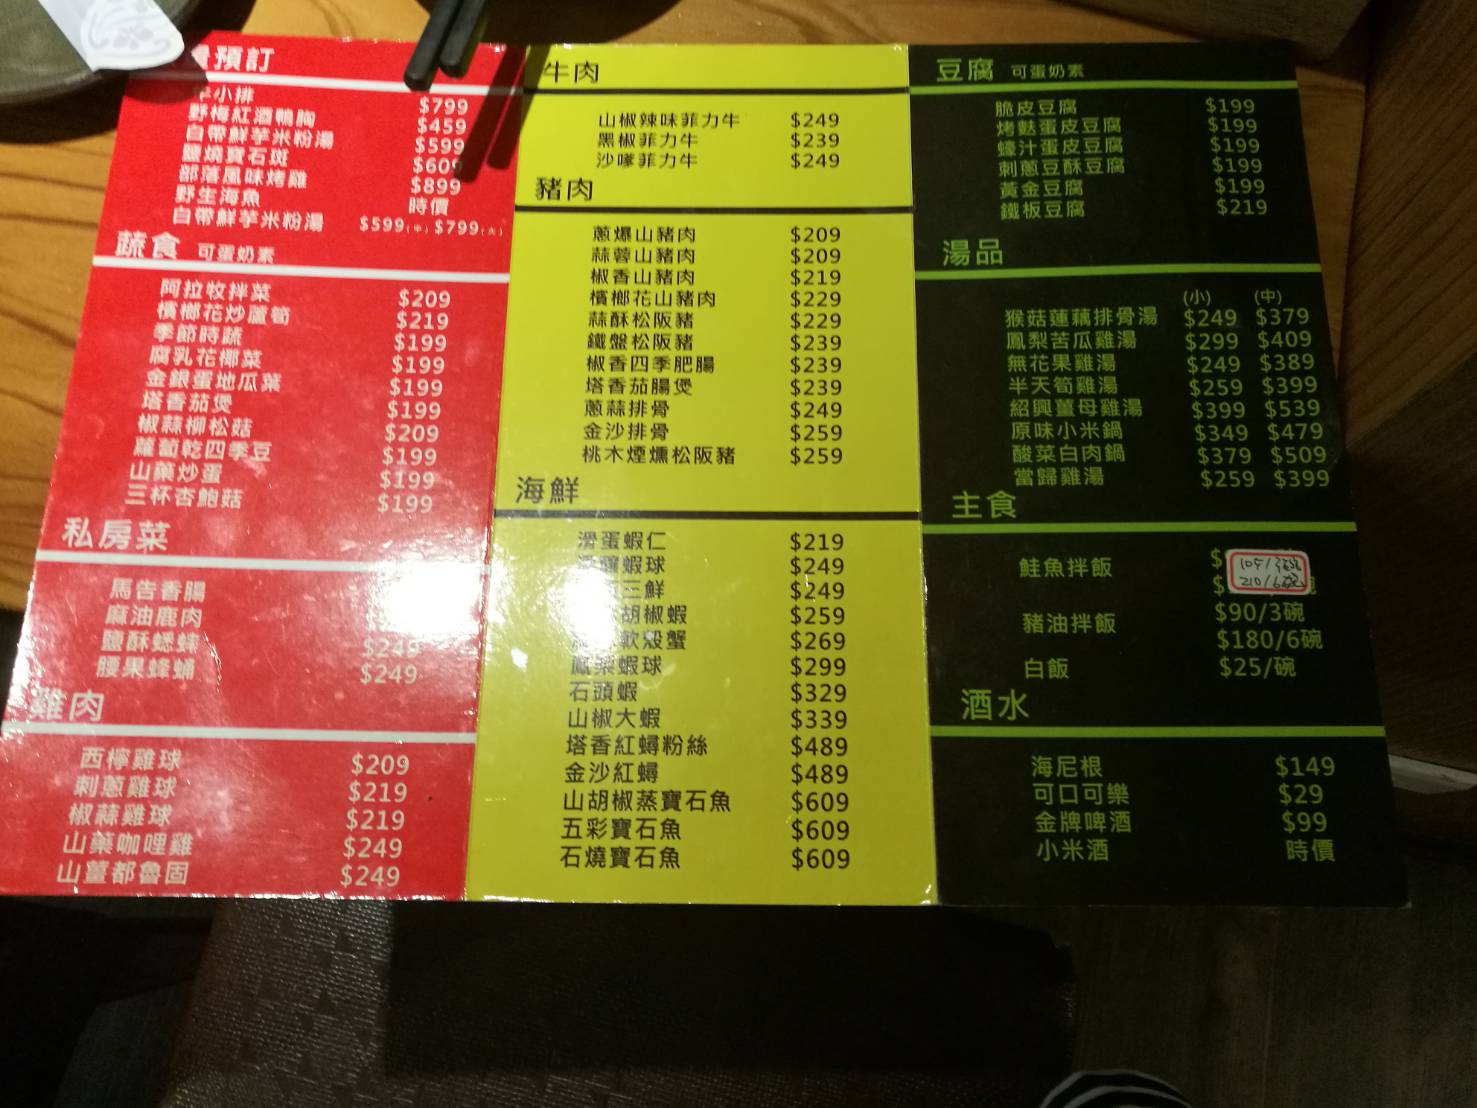 預訂
羊小排 $799
野梅紅酒鴨胸 $459
白帶鮮芋米粉湯 $599
鹽燒寶石斑 $609
部落風味烤雞 $899
野生海魚 時價
白帶鮮芋米粉湯 $599(中) $799(大)
蔬食 可蛋奶素
阿拉牧拌菜 $209
檳榔花炒蘆筍 $219
季節時蔬 $199
腐乳花椰菜 $199
金銀蛋地瓜葉 $199
塔香茄煲 $199
椒蒜柳松菇 $209
蘿蔔乾四季豆 $199
山藥炒蛋 $199
三杯杏鮑菇 $199
私房菜
馬告香腸
麻油鹿肉
鹽酥蟋蟀 $249
腰果蜂蛹 $249
雞肉
西檸雞球 $209
刺蔥雞球 $219
椒蒜雞球 $219
山藥咖哩雞 $249
山薑都魯固 $249
牛肉
山椒辣味菲力牛 $249
黑椒菲力牛 $239
沙嗲菲力牛 $249
豬肉
蔥爆山豬肉 $209
蒜蓉山豬肉 $209
椒香山豬肉 $219
檳榔花山豬肉 $229
蒜酥松阪豬 $229
鐵盤松阪豬 $239
椒香四季肥腸 $239
塔香茄腸煲 $239
蔥蒜排骨 $249
金沙排骨 $259
桃木煙燻松阪豬 $259
海鮮
滑蛋蝦仁 $219
蝦球 $249
三鮮 $249
胡椒蝦 $259
軟殼蟹 $269
鳳梨蝦球 $299
石頭蝦 $329
山椒大蝦 $339
塔香紅蟳粉絲 $489
金沙紅蟳 $489
山胡椒蒸寶石魚 $609
五彩寶石魚 $609
石燒寶石魚 $609
豆腐 可蛋奶素
脆皮豆腐 $199
烤麩蛋皮豆腐 $199
蠔汁蛋皮豆腐 $199
刺蔥豆酥豆腐 $199
黃金豆腐 $199
鐵板豆腐 $219
湯品
(小) (中)
猴菇蓮藕排骨湯 $249 $379
鳳梨苦瓜雞湯 $299 $409
無花果雞湯 $249 $389
半天筍雞湯 $259 $399
紹興薑母雞湯 $399 $539
原味小米鍋 $349 $479
酸菜白肉鍋 $379 $509
當歸雞湯 $259 $399
主食
鮭魚拌飯 $ 105/3碗
$ 210/6碗
豬油拌飯 $90/3碗
$180/6碗
白飯 $25/碗
酒水
海尼根 $149
可口可樂 $29
金牌啤酒 $99
小米酒 時價